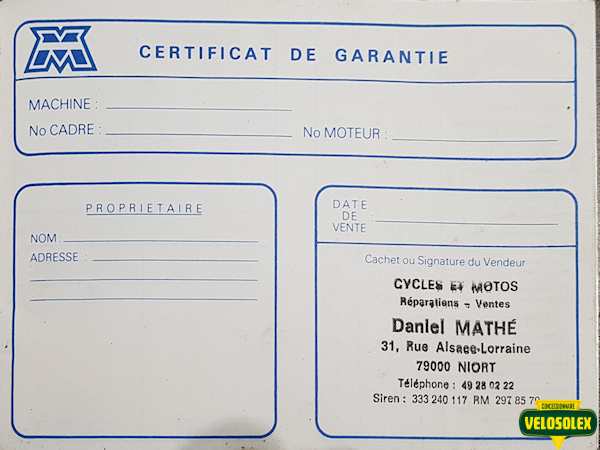 MM
CERTIFICAT DE GARANTIE
MACHINE :
No CADRE :
No MOTEUR :
PROPRIETAIRE
NOM :
ADRESSE :
DATE
DE
VENTE
Cachet ou Signature du Vendeur
CYCLES ET MOTOS
Réparations - Ventes
Daniel MATHÉ
31, Rue Alsace-Lorraine
79000 NIORT
Téléphone : 49 28 02 22
Siren : 333 240 117 RM 297 85 79
CONCESSIONNAIRE
VELOSOLEX